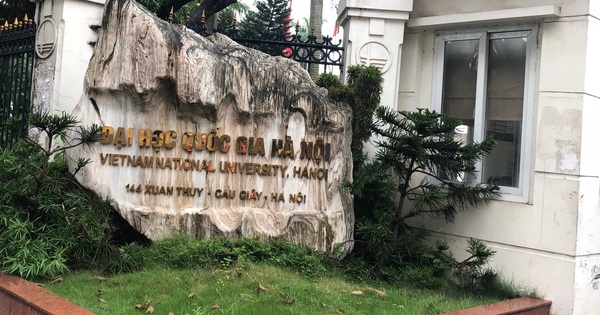 ĐẠI HỌC QUỐC GIA HÀ NỘI
VIETNAM NATIONAL UNIVERSITY, HANOI
144 XUAN THUY - CAU GIAY - HA NOI